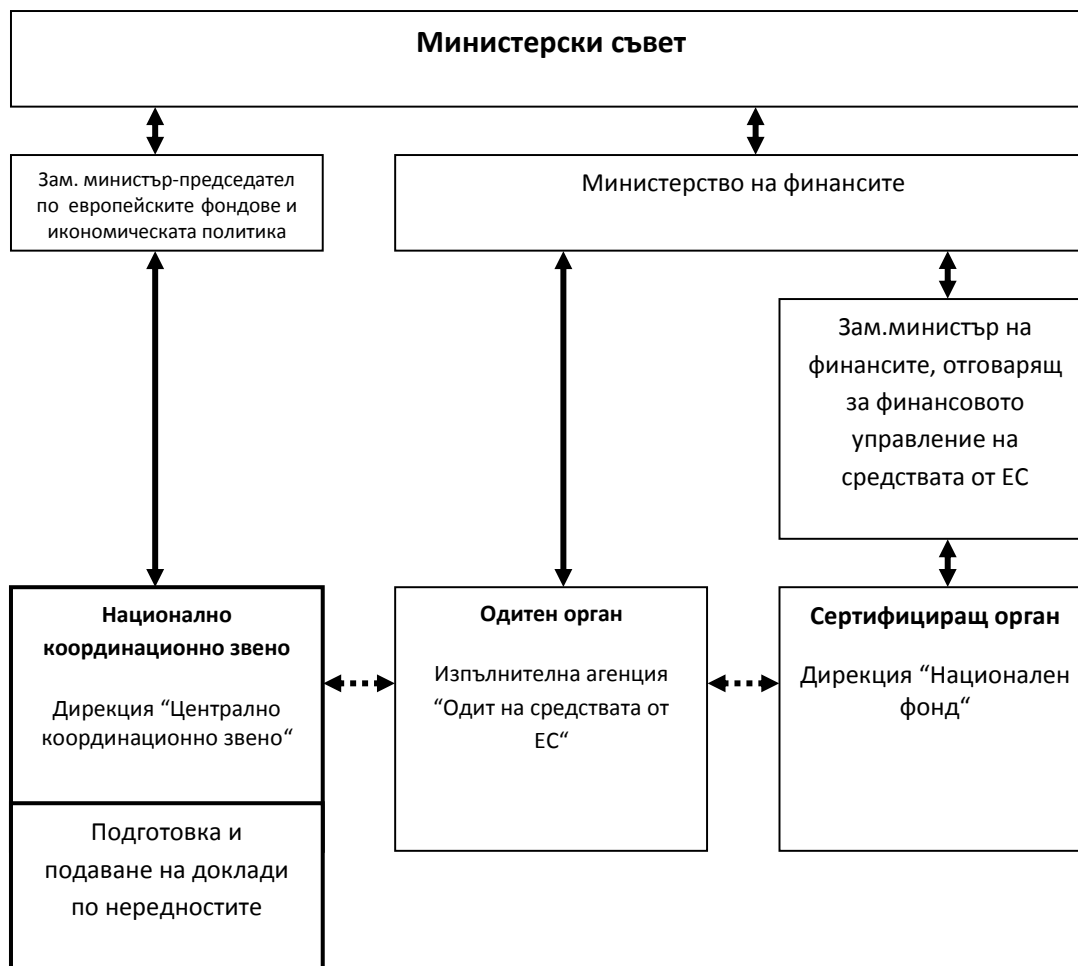 Министерски съвет
Зам. министър-председател
по европейските фондове и
икономическата политика
Министерство на финансите
Зам.министър на
финансите, отговарящ
за финансовото
управление на
средствата от ЕС
Национално
координационно звено
Дирекция “Централно
координационно звено“
Одитен орган
Изпълнителна агенция
“Одит на средствата от
ЕС“
Сертифициращ орган
Дирекция “Национален
фонд“
Подготовка и
подаване на доклади
по нередностите